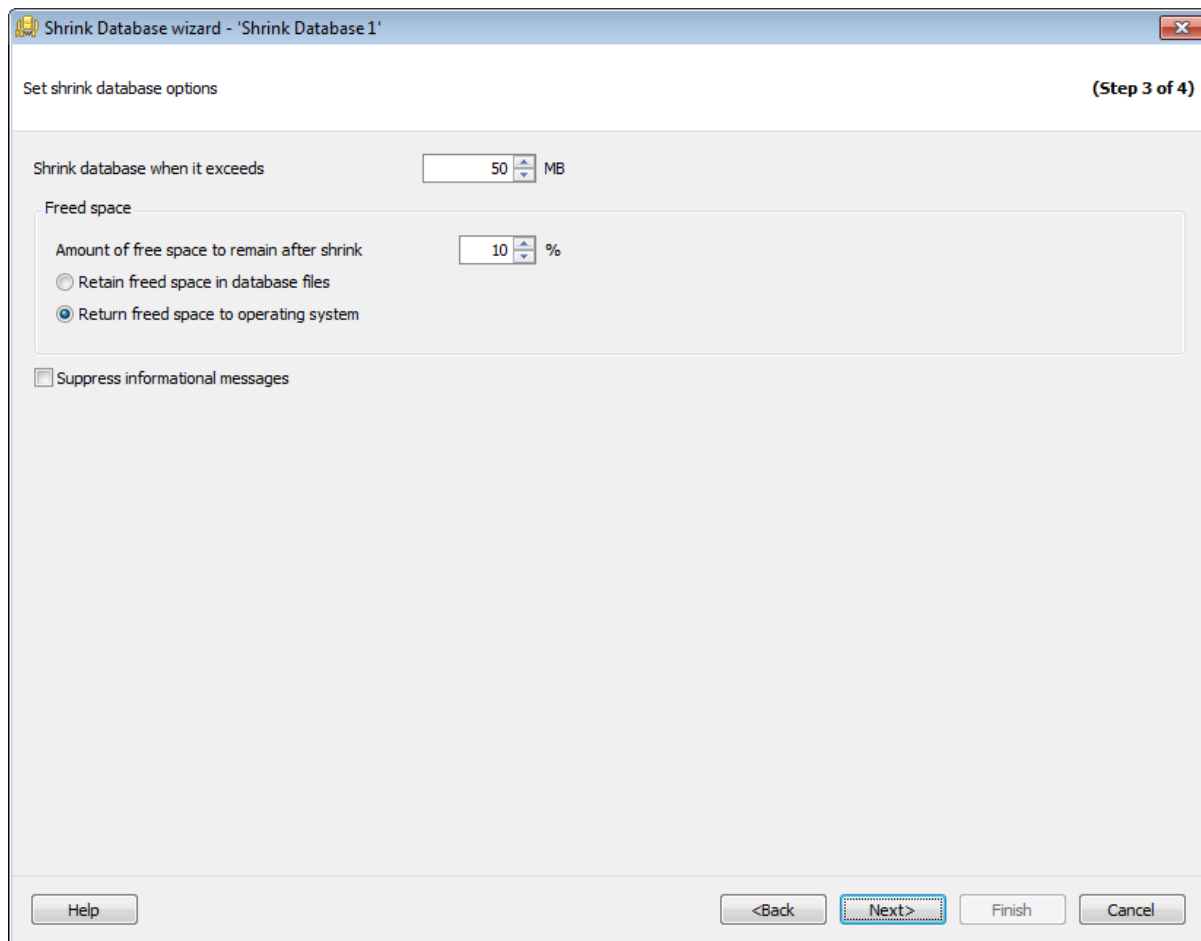 Shrink Database wizard - 'Shrink Database 1'
Set shrink database options (Step 3 of 4)
Shrink database when it exceeds 50 MB
Freed space
Amount of free space to remain after shrink 10 %
Retain freed space in database files
Return freed space to operating system
Suppress informational messages
Help <Back Next> Finish Cancel